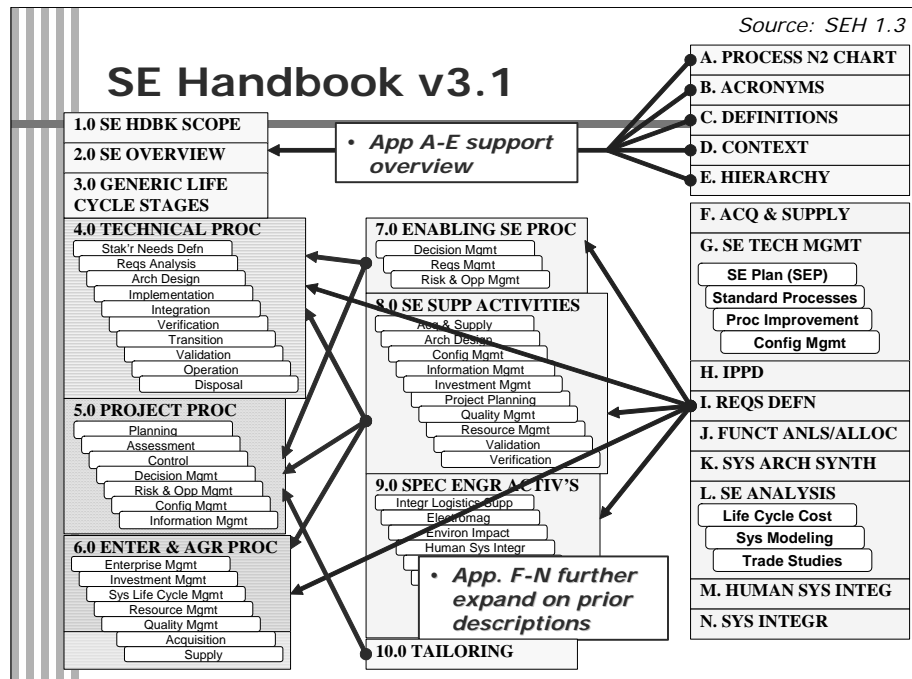 Source: SEH 1.3
SE Handbook v3.1
1.0 SE HDBK SCOPE
2.0 SE OVERVIEW
3.0 GENERIC LIFE
CYCLE STAGES
4.0 TECHNICAL PROC
Stak'r Needs Defn
Reqs Analysis
Arch Design
Implementation
Integration
Verification
Transition
Validation
Operation
Disposal
5.0 PROJECT PROC
Planning
Assessment
Control
Decision Mgmt
Risk & Opp Mgmt
Config Mgmt
Information Mgmt
6.0 ENTER & AGR PROC
Enterprise Mgmt
Investment Mgmt
Sys Life Cycle Mgmt
Resource Mgmt
Quality Mgmt
Acquisition
Supply
• App A-E support
overview
7.0 ENABLING SE PROC
Decision Mgmt
Reqs Mgmt
Risk & Opp Mgmt
8.0 SE SUPP ACTIVITIES
Acq & Supply
Arch Design
Config Mgmt
Information Mgmt
Investment Mgmt
Project Planning
Quality Mgmt
Resource Mgmt
Validation
Verification
9.0 SPEC ENGR ACTIV'S
Integr Logistics Supp
Electromag
Environ Impact
Human Sys Integr
• App. F-N further
expand on prior
descriptions
10.0 TAILORING
A. PROCESS N2 CHART
B. ACRONYMS
C. DEFINITIONS
D. CONTEXT
E. HIERARCHY
F. ACQ & SUPPLY
G. SE TECH MGMT
SE Plan (SEP)
Standard Processes
Proc Improvement
Config Mgmt
H. IPPD
I. REQS DEFN
J. FUNCT ANLS/ALLOC
K. SYS ARCH SYNTH
L. SE ANALYSIS
Life Cycle Cost
Sys Modeling
Trade Studies
M. HUMAN SYS INTEG
N. SYS INTEGR